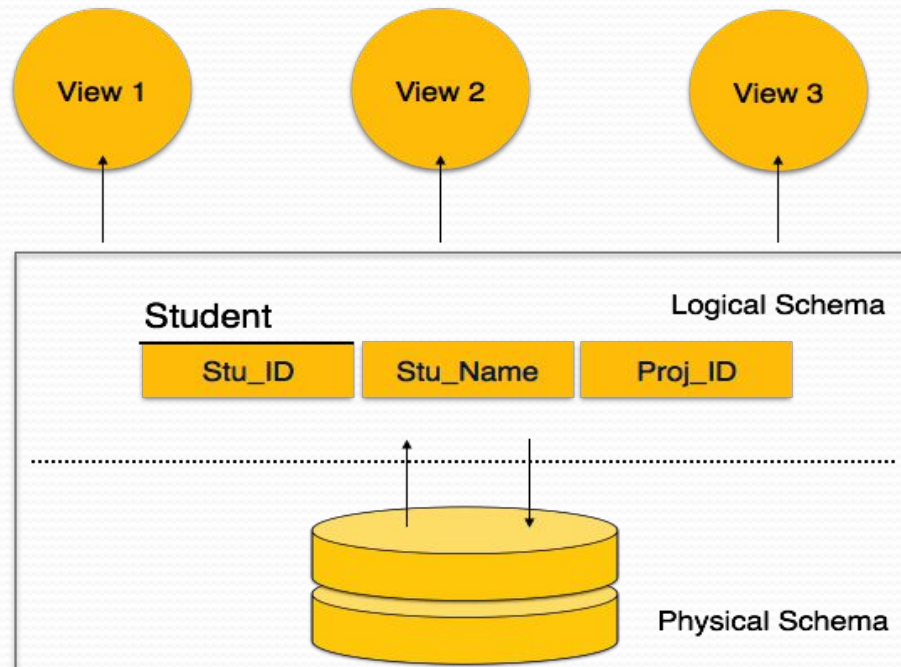 View 1
View 2
View 3
Logical Schema
Student
Stu_ID
Stu_Name
Proj_ID
Physical Schema